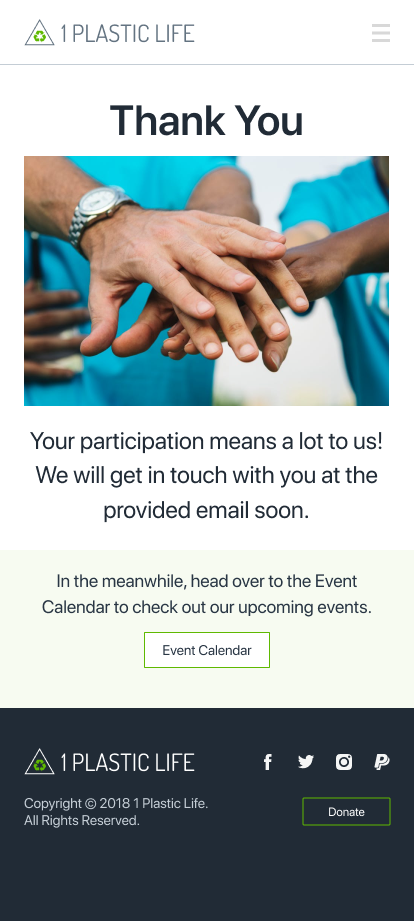 1 PLASTIC LIFE
Thank You
Your participation means a lot to us!
We will get in touch with you at the
provided email soon.
In the meanwhile, head over to the Event
Calendar to check out our upcoming events.
Event Calendar
1 PLASTIC LIFE
Copyright © 2018 1 Plastic Life.
All Rights Reserved.
Donate